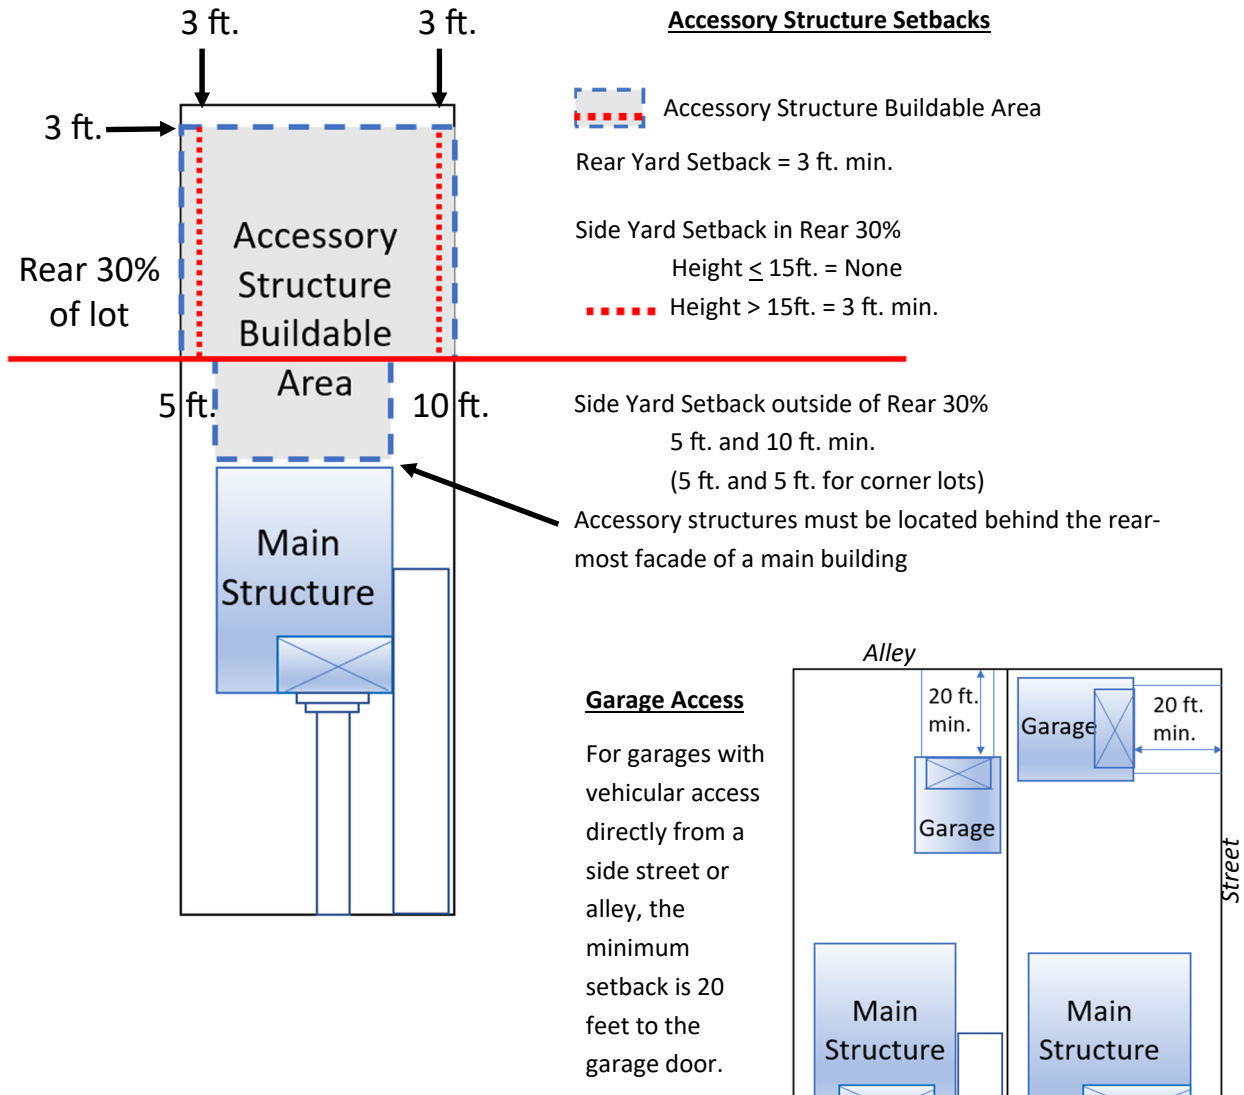 3 ft.
3 ft.
Accessory Structure Setbacks
3 ft.
Accessory Structure Buildable Area
Rear Yard Setback = 3 ft. min.
Accessory
Structure
Buildable
Area
Rear 30%
of lot
Side Yard Setback in Rear 30%
Height ≤ 15ft. = None
Height > 15ft. = 3 ft. min.
5 ft.
10 ft.
Side Yard Setback outside of Rear 30%
5 ft. and 10 ft. min.
(5 ft. and 5 ft. for corner lots)
Accessory structures must be located behind the rear-
most facade of a main building
Main
Structure
Garage Access
For garages with
vehicular access
directly from a
side street or
alley, the
minimum
setback is 20
feet to the
garage door.
Alley
20 ft.
min.
Garage
20 ft.
min.
Garage
Street
Main
Structure
Main
Structure